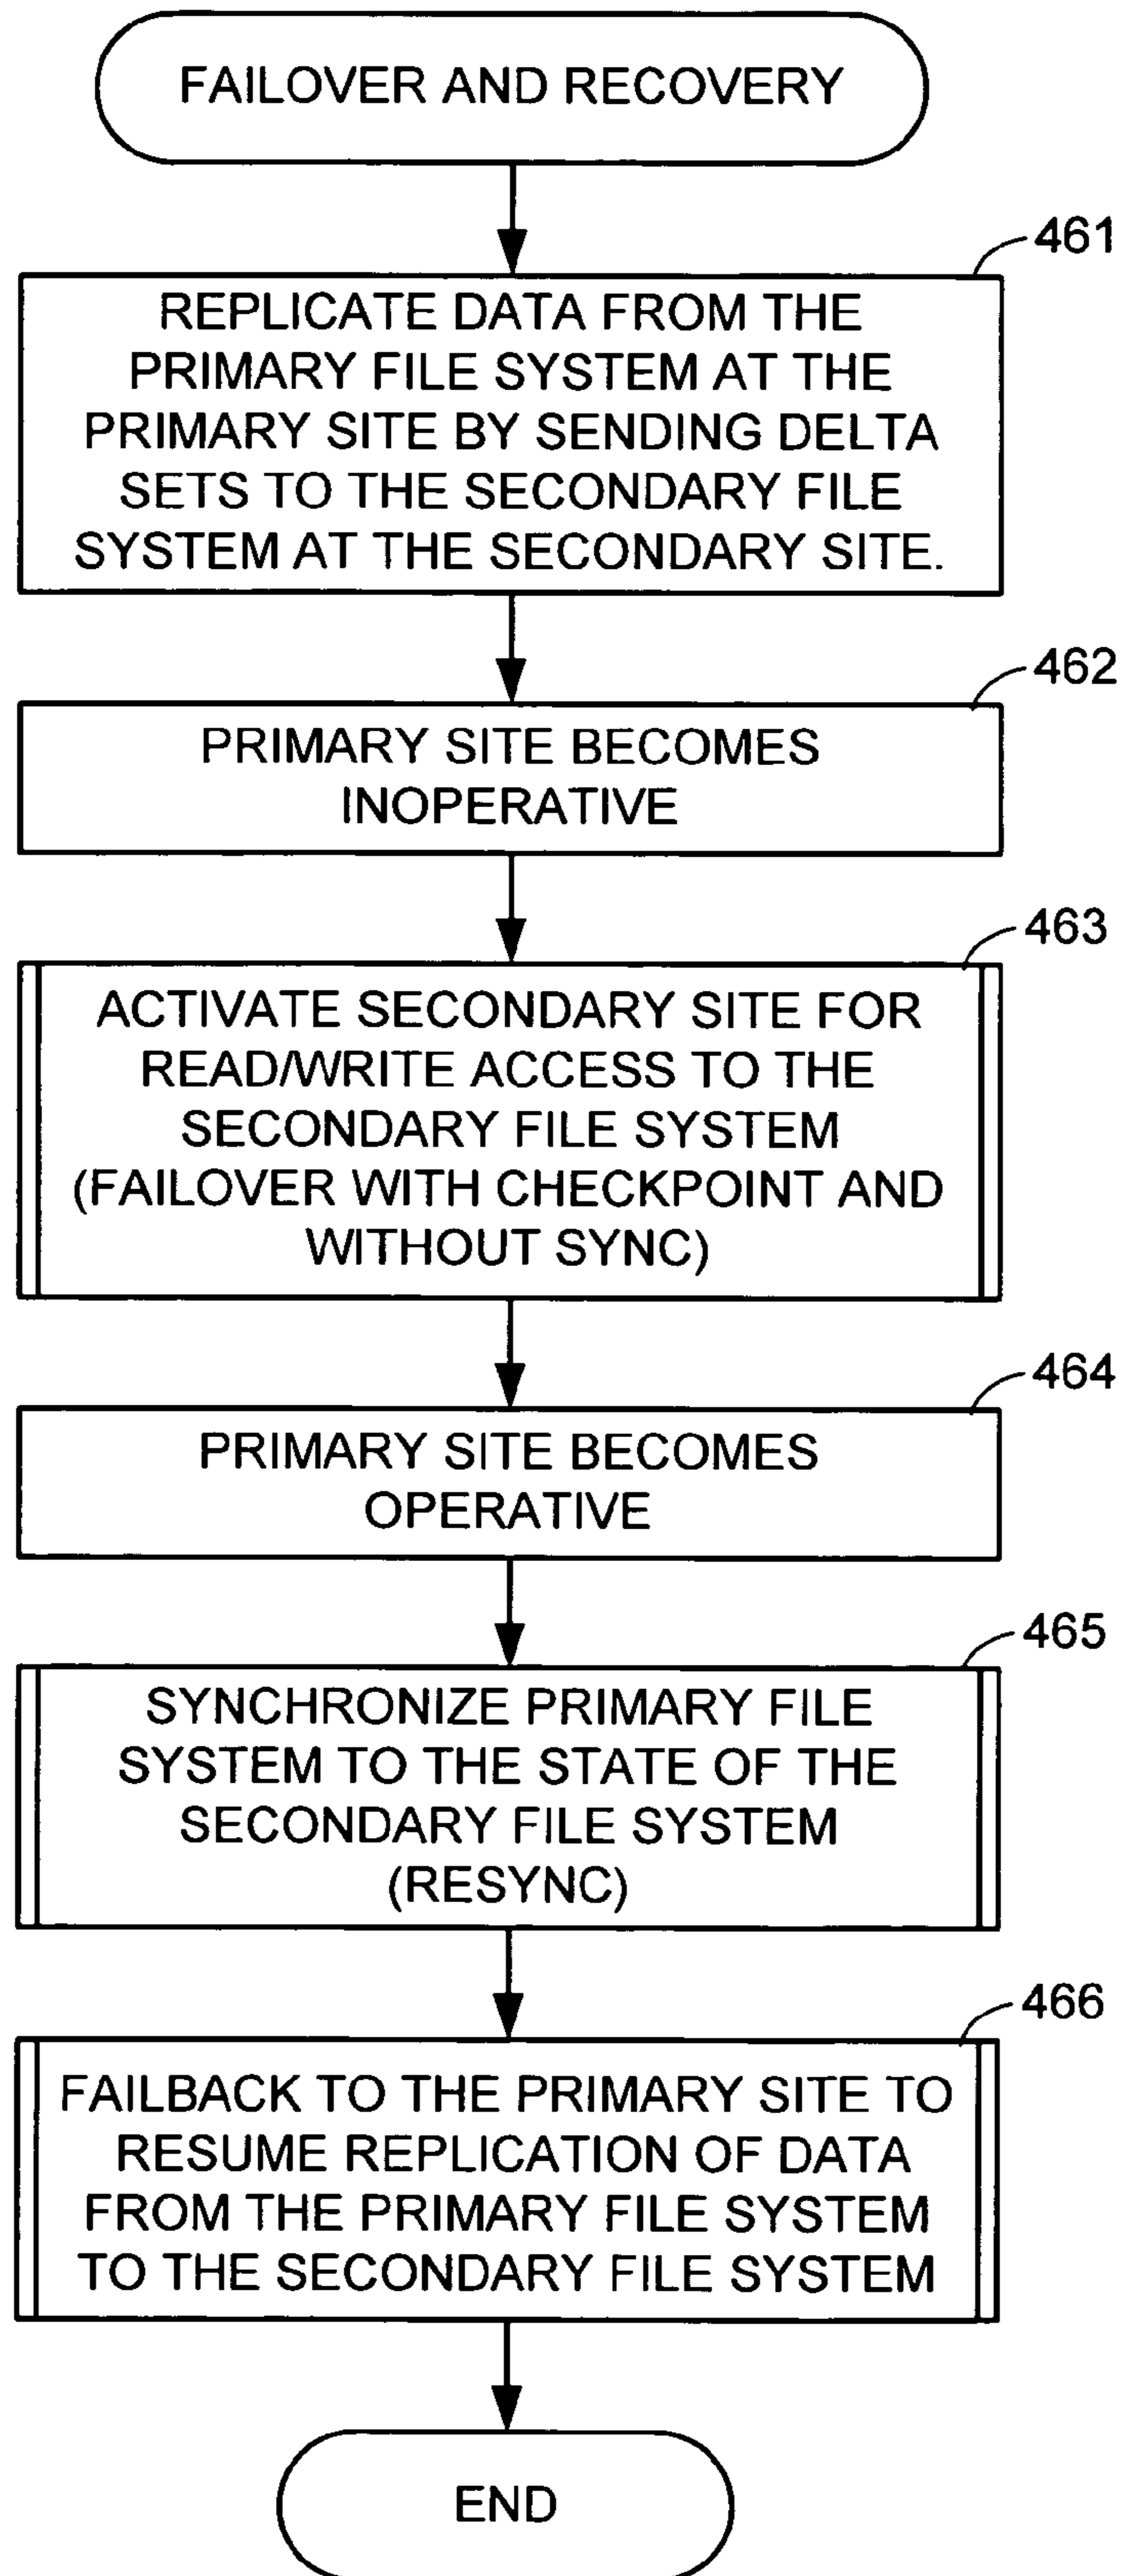 FAILOVER AND RECOVERY
461
REPLICATE DATA FROM THE
PRIMARY FILE SYSTEM AT THE
PRIMARY SITE BY SENDING DELTA
SETS TO THE SECONDARY FILE
SYSTEM AT THE SECONDARY SITE.
462
PRIMARY SITE BECOMES
INOPERATIVE
463
ACTIVATE SECONDARY SITE FOR
READ/WRITE ACCESS TO THE
SECONDARY FILE SYSTEM
(FAILOVER WITH CHECKPOINT AND
WITHOUT SYNC)
464
PRIMARY SITE BECOMES
OPERATIVE
465
SYNCHRONIZE PRIMARY FILE
SYSTEM TO THE STATE OF THE
SECONDARY FILE SYSTEM
(RESYNC)
466
FAILBACK TO THE PRIMARY SITE TO
RESUME REPLICATION OF DATA
FROM THE PRIMARY FILE SYSTEM
TO THE SECONDARY FILE SYSTEM
END